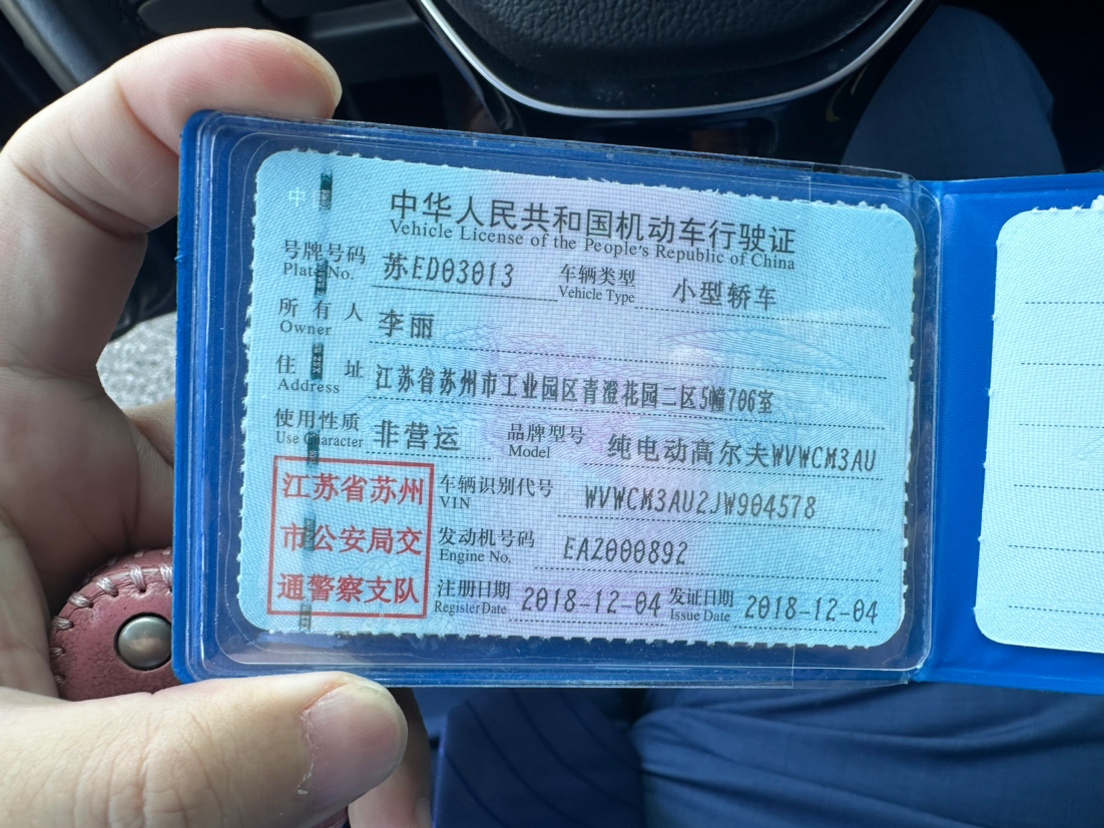 中
中华人民共和国机动车行驶证
Vehicle License of the People's Republic of China
号牌号码 苏ED03013 车辆类型 小型轿车
Plate No. Vehicle Type
所有人 李丽
Owner
住址 江苏省苏州市工业园区青澄花园二区5幢706室
Address
使用性质 非营运 品牌型号 纯电动高尔夫WVWCM3AU
Use Character Model
江苏省苏州 车辆识别代号 WVWCM3AU2JW904578
VIN
市公安局交 发动机号码 EAZ000892
Engine No.
通警察支队 注册日期 2018-12-04 发证日期 2018-12-04
Register Date Issue Date